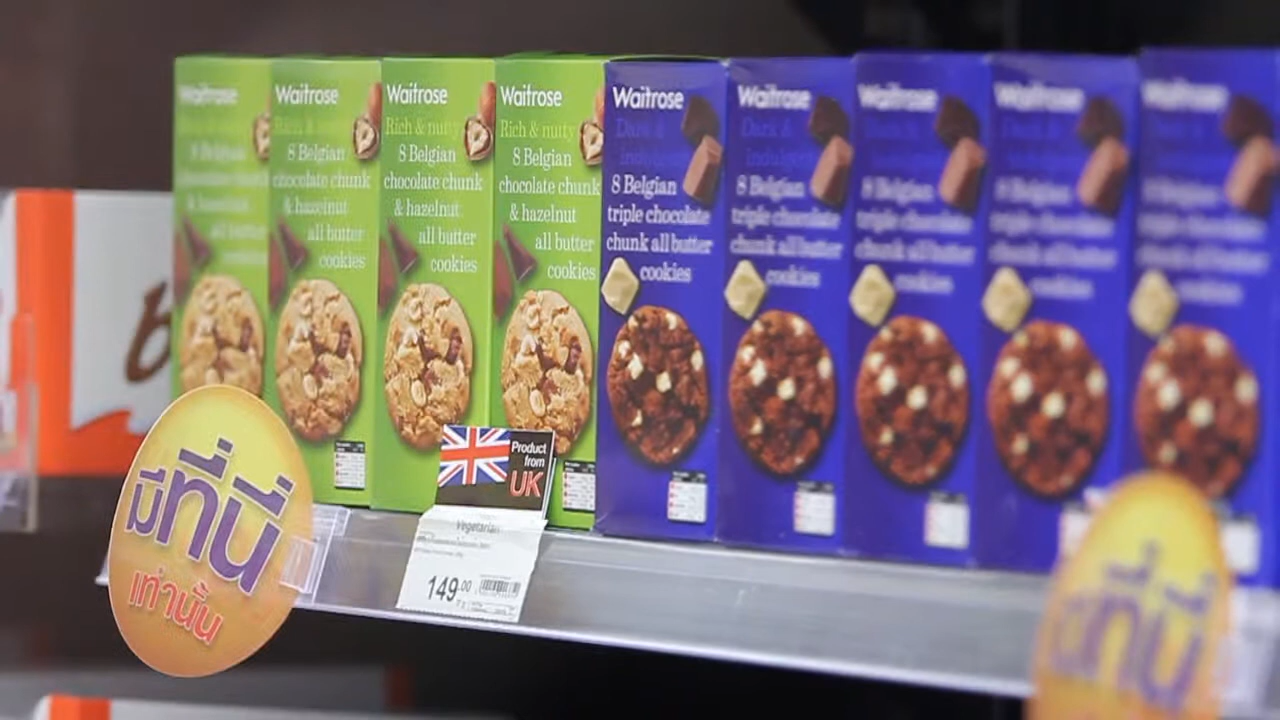 Waitrose
8 Belgian
Waitrose
Rich & nutty
8 Belgian
chocolate chunk
& hazelnut
all butter
cookies
Waitrose
Rich & nutty
8 Belgian
chocolate chunk
& hazelnut
all butter
cookies
Waitrose
Rich & nutty
8 Belgian
chocolate chunk
& hazelnut
all butter
cookies
Waitrose
Dark &
Indulgent
8 Belgian
triple chocolate
chunk all butter
cookies
Waitrose
Dark &
Indulgent
8 Belgian
triple chocolate
chunk all butter
cookies
Waitrose
8 Belgian
triple chocolate
chunk all butter
cookies
Waitrose
8 Belgian
triple chocolate
chunk all butter
cookies
Waitrose
8 Belgian
triple chocolate
chunk all butter
cookies
มีที่นี่
เท่านั้น
Product
from
UK
Vegetarian
149.00